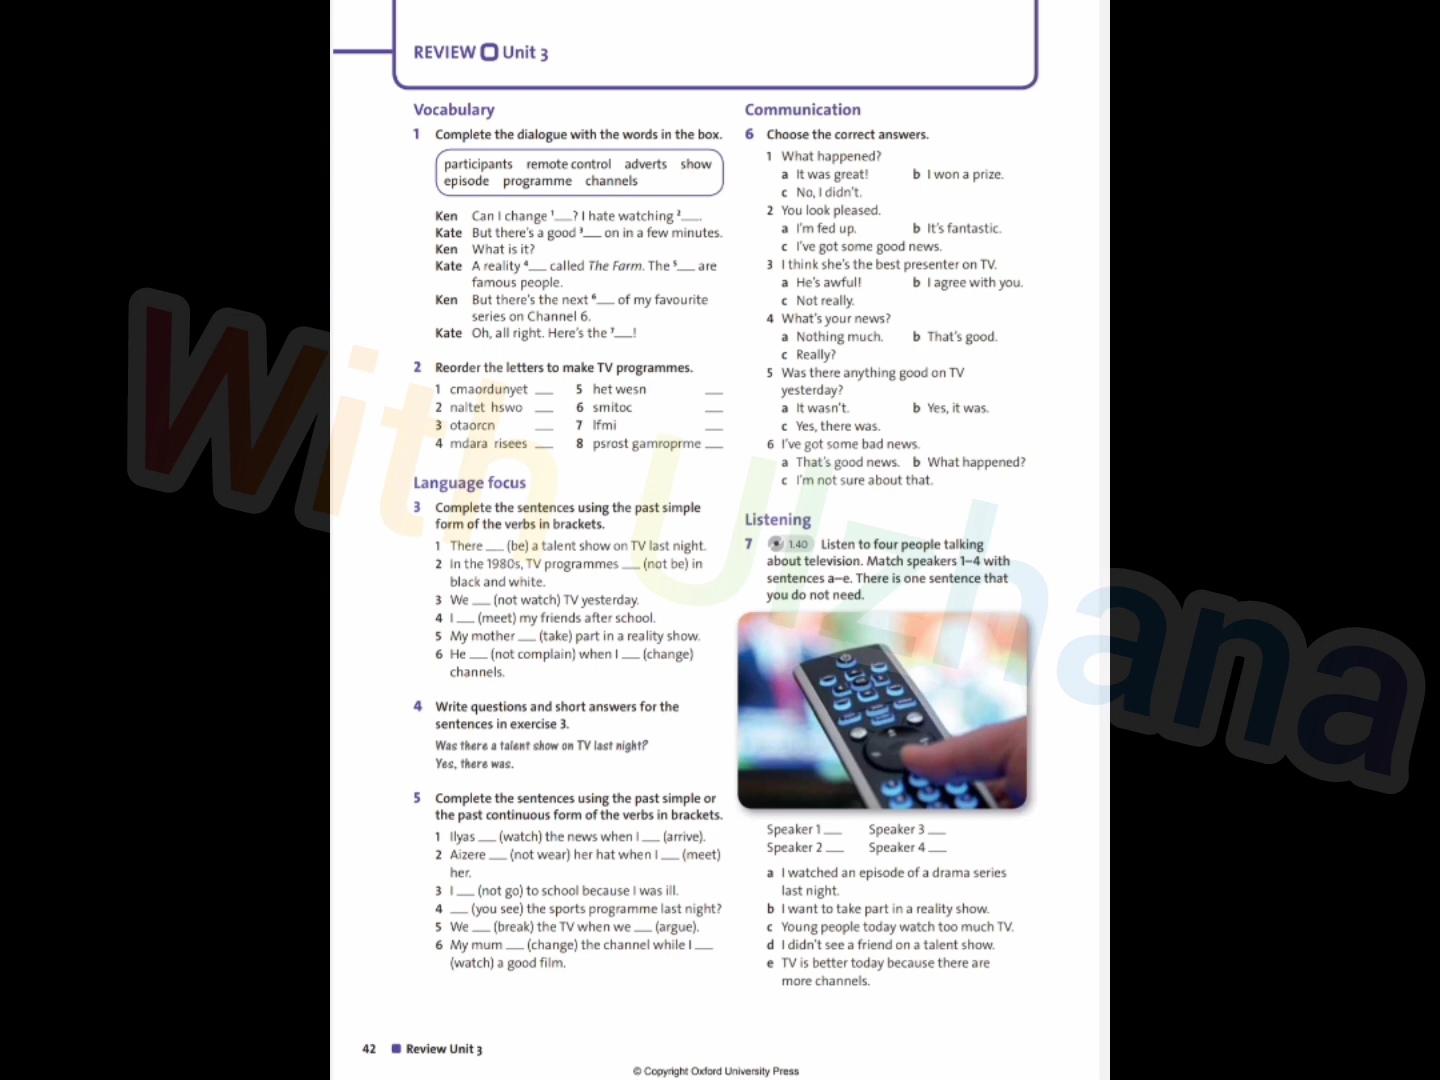 REVIEW Unit 3
Vocabulary
1 Complete the dialogue with the words in the box.
participants remote control adverts show
episode programme channels
Ken Can I change 1___? I hate watching 2___.
Kate But there's a good 3___ on in a few minutes.
Ken What is it?
Kate A reality 4___ called The Farm. The 5___ are
famous people.
Ken But there's the next 6___ of my favourite
series on Channel 6.
Kate Oh, all right. Here's the 7___!
2 Reorder the letters to make TV programmes.
1 cmaordunyet ___ 5 het wesn ___
2 naltet hswo ___ 6 smitoc ___
3 otaorcn ___ 7 lfmi ___
4 mdara risees ___ 8 psrost gamroprme ___
Language focus
3 Complete the sentences using the past simple
form of the verbs in brackets.
1 There ___ (be) a talent show on TV last night.
2 In the 1980s, TV programmes ___ (not be) in
black and white.
3 We ___ (not watch) TV yesterday.
4 I ___ (meet) my friends after school.
5 My mother ___ (take) part in a reality show.
6 He ___ (not complain) when I ___ (change)
channels.
4 Write questions and short answers for the
sentences in exercise 3.
Was there a talent show on TV last night?
Yes, there was.
5 Complete the sentences using the past simple or
the past continuous form of the verbs in brackets.
1 Ilyas ___ (watch) the news when I ___ (arrive).
2 Aizere ___ (not wear) her hat when I ___ (meet)
her.
3 I ___ (not go) to school because I was ill.
4 ___ (you see) the sports programme last night?
5 We ___ (break) the TV when we ___ (argue).
6 My mum ___ (change) the channel while I ___
(watch) a good film.
Communication
6 Choose the correct answers.
1 What happened?
a It was great! b I won a prize.
c No, I didn't.
2 You look pleased.
a I'm fed up. b It's fantastic.
c I've got some good news.
3 I think she's the best presenter on TV.
a He's awful! b I agree with you.
c Not really.
4 What's your news?
a Nothing much. b That's good.
c Really?
5 Was there anything good on TV
yesterday?
a It wasn't. b Yes, it was.
c Yes, there was.
6 I've got some bad news.
a That's good news. b What happened?
c I'm not sure about that.
Listening
7 1.40 Listen to four people talking
about television. Match speakers 1–4 with
sentences a–e. There is one sentence that
you do not need.
Speaker 1 ___ Speaker 3 ___
Speaker 2 ___ Speaker 4 ___
a I watched an episode of a drama series
last night.
b I want to take part in a reality show.
c Young people today watch too much TV.
d I didn't see a friend on a talent show.
e TV is better today because there are
more channels.
42 Review Unit 3
© Copyright Oxford University Press
With Ulzhana